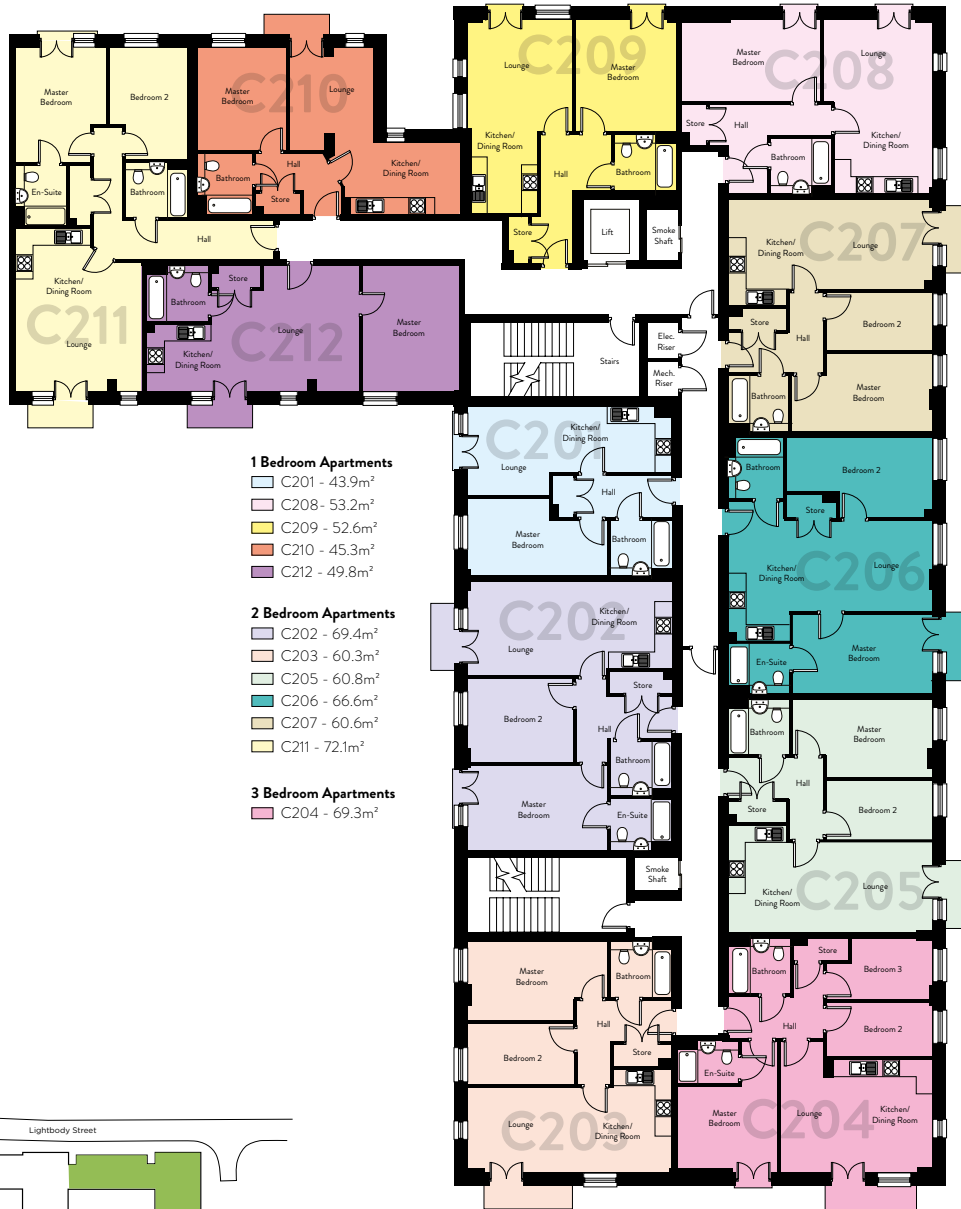 C209
Lounge
Master
Bedroom
Kitchen/
Dining Room
Hall
Bathroom
Store
C208
Master
Bedroom
Lounge
Store
Hall
Bathroom
Kitchen/
Dining Room
C210
Master
Bedroom
Lounge
Hall
Bathroom
Store
Kitchen/
Dining Room
Master
Bedroom
Bedroom 2
En-Suite
Bathroom
Hall
Kitchen/
Dining Room
C211
Lounge
Lift
Smoke
Shaft
C207
Kitchen/
Dining Room
Lounge
Store
Hall
Bedroom 2
Master
Bedroom
Bathroom
Store
Bathroom
C212
Lounge
Kitchen/
Dining Room
Master
Bedroom
Stairs
Elec.
Riser
Mech.
Riser
C201
Kitchen/
Dining Room
Lounge
Hall
Master
Bedroom
Bathroom
Bathroom
Bedroom 2
Store
C206
Kitchen/
Dining Room
Lounge
En-Suite
Master
Bedroom
1 Bedroom Apartments
C201 - 43.9m²
C208- 53.2m²
C209 - 52.6m²
C210 - 45.3m²
C212 - 49.8m²
2 Bedroom Apartments
C202 - 69.4m²
C203 - 60.3m²
C205 - 60.8m²
C206 - 66.6m²
C207 - 60.6m²
C211 - 72.1m²
3 Bedroom Apartments
C204 - 69.3m²
C202
Kitchen/
Dining Room
Lounge
Store
Bedroom 2
Hall
Bathroom
Master
Bedroom
En-Suite
Bathroom
Master
Bedroom
Hall
Store
Bedroom 2
C205
Kitchen/
Dining Room
Lounge
Smoke
Shaft
Master
Bedroom
Bathroom
Hall
Store
Bedroom 2
C203
Lounge
Kitchen/
Dining Room
Store
Bathroom
Bedroom 3
Hall
Bedroom 2
En-Suite
Master
Bedroom
C204
Lounge
Kitchen/
Dining Room
Lightbody Street